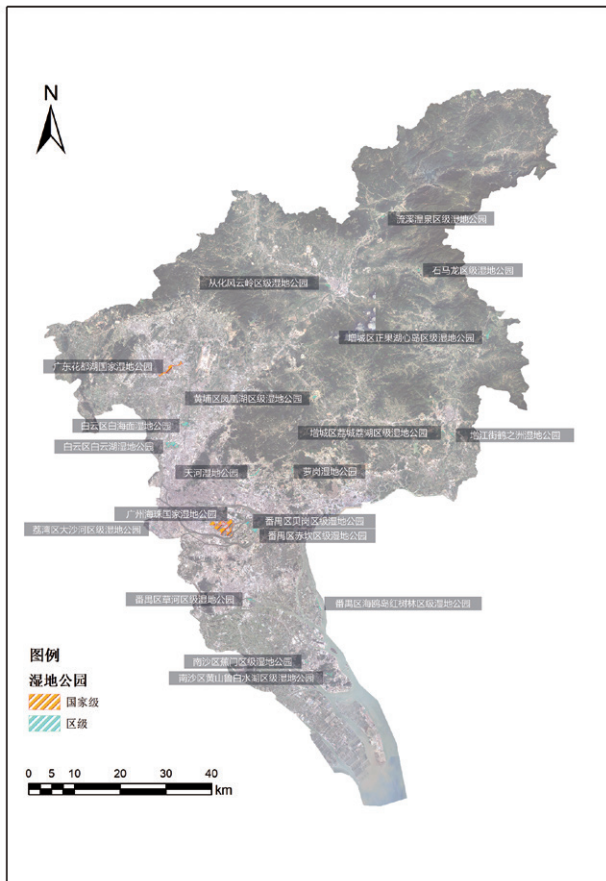 N
流溪温泉区级湿地公园
石马龙区级湿地公园
从化风云岭区级湿地公园
增城区正果湖心岛区级湿地公园
广东花都湖国家湿地公园
黄埔区凤凰湖区级湿地公园
白云区白海面湿地公园
增城区荔城荔湖区级湿地公园
增江街鹤之洲湿地公园
白云区白云湖湿地公园
天河湿地公园
萝岗湿地公园
广州海珠国家湿地公园
番禺区贝岗区级湿地公园
荔湾区大沙河区级湿地公园
番禺区赤坎区级湿地公园
番禺区草河区级湿地公园
番禺区海鸥岛红树林区级湿地公园
南沙区蕉门区级湿地公园
南沙区黄山鲁白水湖区级湿地公园
图例
湿地公园
国家级
区级
0 5 10 20 30 40
km